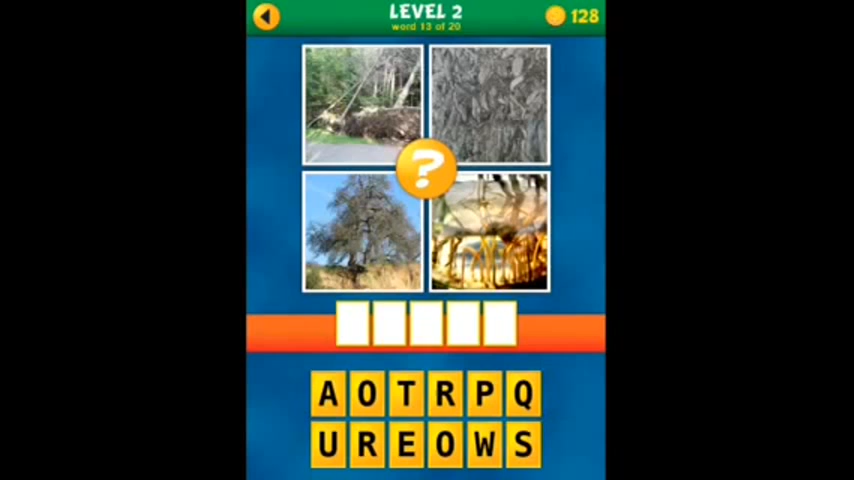 LEVEL 2
128
word 13 of 20
?
A O T R P Q
U R E O W S